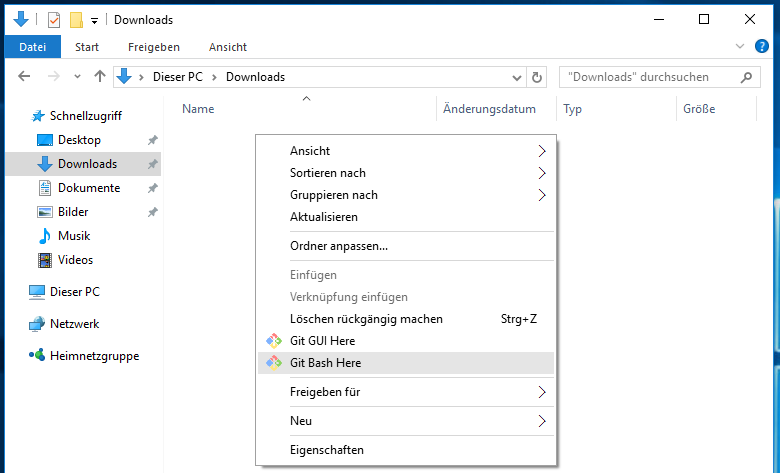 Downloads
Datei Start Freigeben Ansicht
Dieser PC Downloads "Downloads" durchsuchen
Name Änderungsdatum Typ Größe
Schnellzugriff
Desktop
Downloads
Dokumente
Bilder
Musik
Videos
Dieser PC
Netzwerk
Heimnetzgruppe
Ansicht
Sortieren nach
Gruppieren nach
Aktualisieren
Ordner anpassen...
Einfügen
Verknüpfung einfügen
Löschen rückgängig machen Strg+Z
Git GUI Here
Git Bash Here
Freigeben für
Neu
Eigenschaften